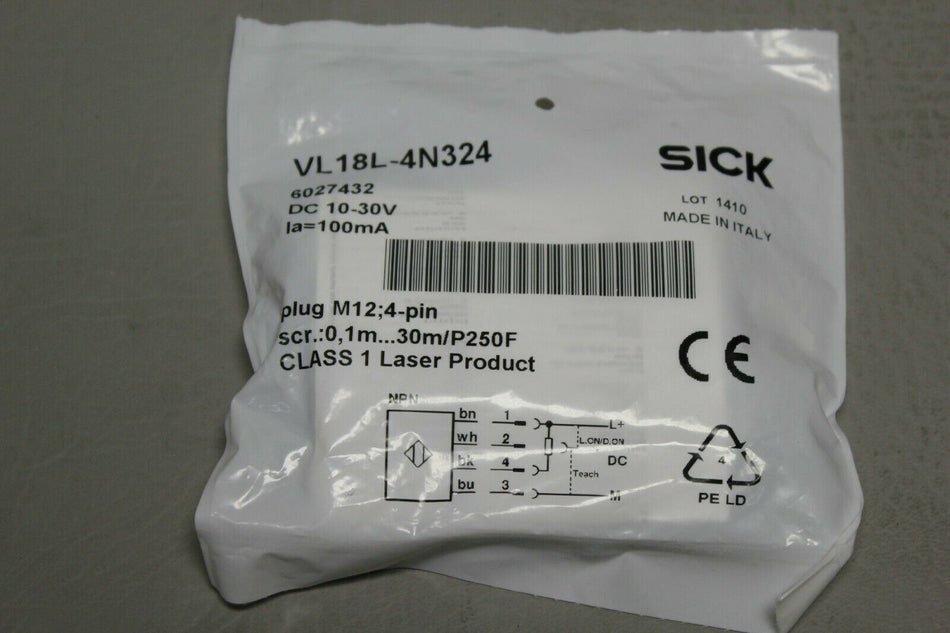 VL18L-4N324
6027432
DC 10-30V
Ia=100mA
SICK
LOT 1410
MADE IN ITALY
plug M12;4-pin
scr.:0,1m...30m/P250F
CLASS 1 Laser Product
CE
NPN
bn 1 L+
wh 2 L.ON/D.ON
DC
bk 4
Teach
bu 3 M
4
PE LD